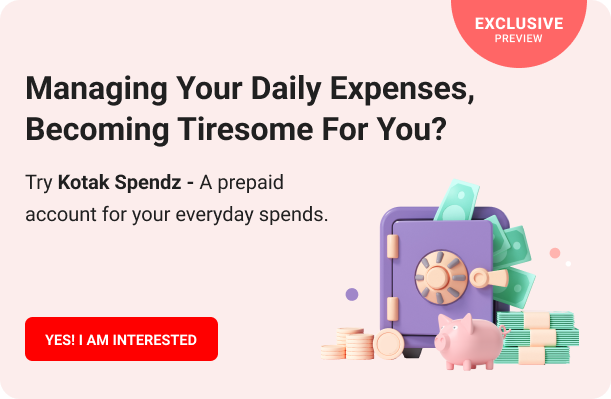 EXCLUSIVE
PREVIEW
Managing Your Daily Expenses,
Becoming Tiresome For You?
Try Kotak Spendz - A prepaid
account for your everyday spends.
YES! I AM INTERESTED